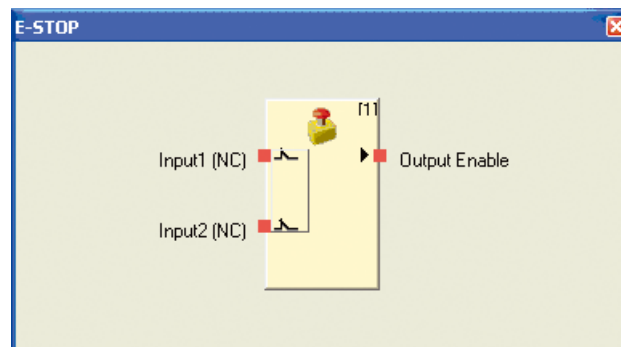 E-STOP
[1]
Input1 (NC)
Output Enable
Input2 (NC)